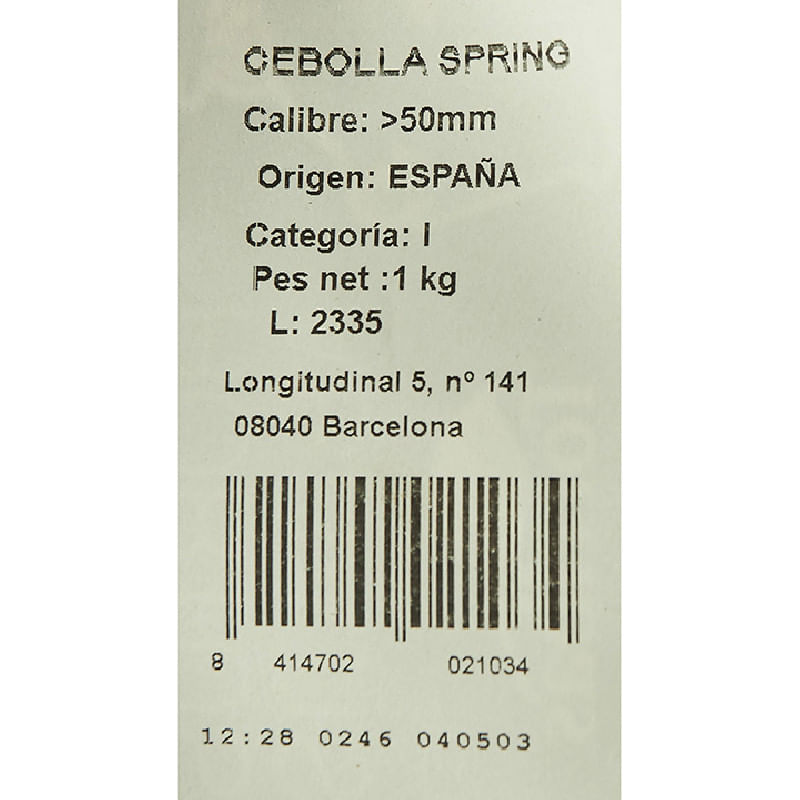 CEBOLLA SPRING
Calibre: >50mm
Origen: ESPAÑA
Categoría: I
Pes net :1 kg
L: 2335
Longitudinal 5, nº 141
08040 Barcelona
8 414702 021034
12:28 0246 040503